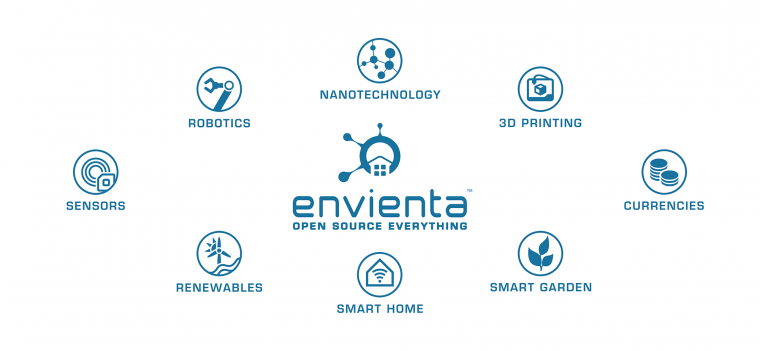 NANOTECHNOLOGY
ROBOTICS
3D PRINTING
SENSORS
envienta™
OPEN SOURCE EVERYTHING
CURRENCIES
RENEWABLES
SMART HOME
SMART GARDEN